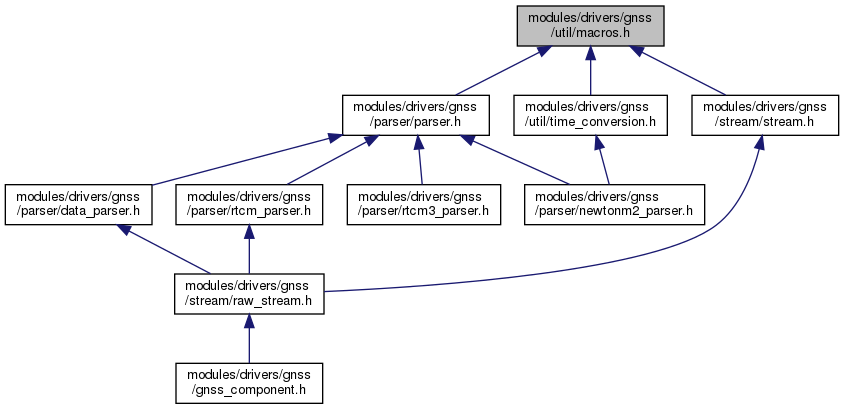 modules/drivers/gnss
/util/macros.h
modules/drivers/gnss
/parser/parser.h
modules/drivers/gnss
/util/time_conversion.h
modules/drivers/gnss
/stream/stream.h
modules/drivers/gnss
/parser/data_parser.h
modules/drivers/gnss
/parser/rtcm_parser.h
modules/drivers/gnss
/parser/rtcm3_parser.h
modules/drivers/gnss
/parser/newtonm2_parser.h
modules/drivers/gnss
/stream/raw_stream.h
modules/drivers/gnss
/gnss_component.h